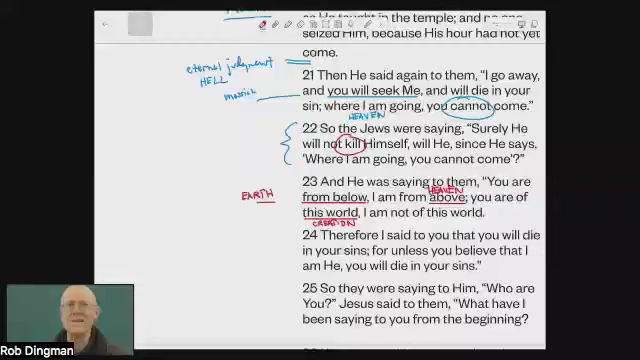 as He taught in the temple; and no one
seized Him, because His hour had not yet
come.
eternal judgment
HELL
21 Then He said again to them, “I go away,
messiah
and you will seek Me, and will die in your
sin; where I am going, you cannot come.”
HEAVEN
22 So the Jews were saying, “Surely He
will not kill Himself, will He, since He says,
‘Where I am going, you cannot come’?”
23 And He was saying to them, “You are
HEAVEN
EARTH
from below, I am from above; you are of
this world, I am not of this world.
CREATION
24 Therefore I said to you that you will die
in your sins; for unless you believe that I
am He, you will die in your sins.”
25 So they were saying to Him, “Who are
You?” Jesus said to them, “What have I
been saying to you from the beginning?
Rob Dingman